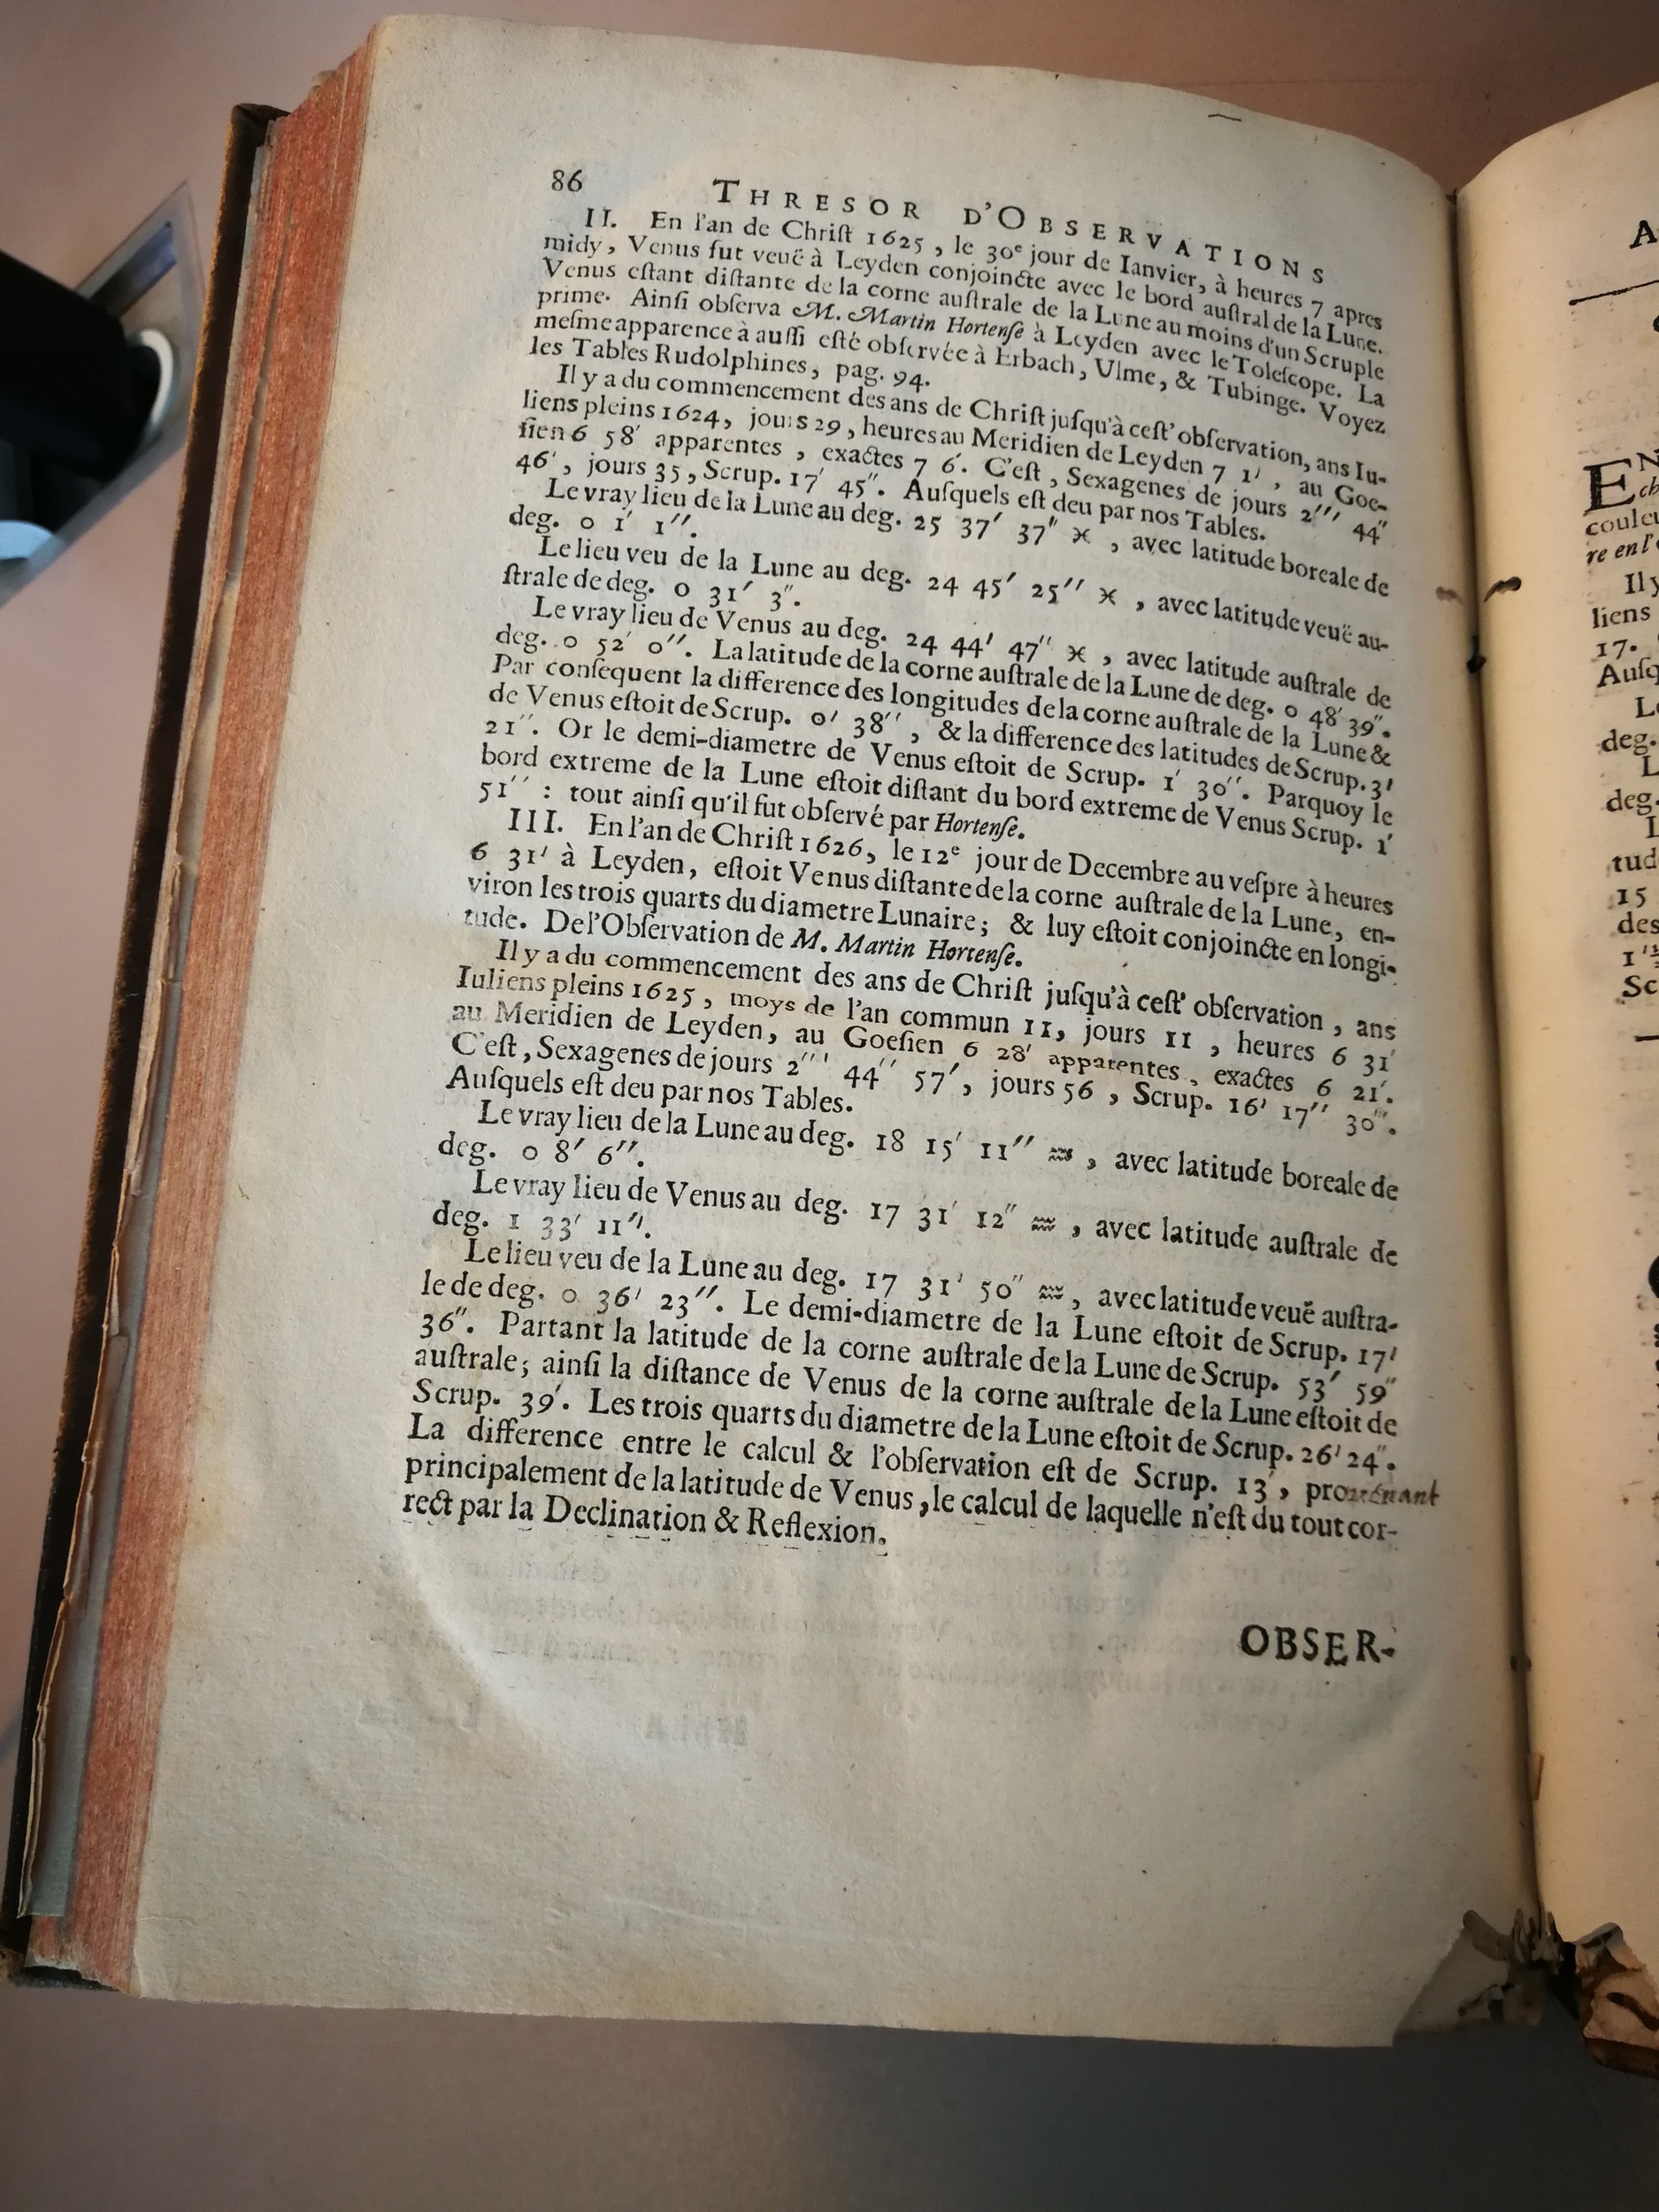 86 THRESOR D'OBSERVATIONS
II. En l'an de Chriſt 1625, le 30e jour de Ianvier, à heures 7 apres
midy, Venus fut veuë à Leyden conjoincte avec le bord auſtral de la Lune.
Venus eſtant diſtante de la corne auſtrale de la Lune au moins d'un Scruple
prime. Ainſi obſerva M. Martin Hortenſe à Leyden avec le Toleſcope. La
meſme apparence à auſſi eſté obſervée à Erbach, Ulme, & Tubinge. Voyez
les Tables Rudolphines, pag. 94.
Il y a du commencement des ans de Chriſt juſqu'à ceſt' obſervation, ans Iu-
liens pleins 1624, jours 29, heures au Meridien de Leyden 7 1', au Goe-
ſien 6 58' apparentes, exactes 7 6'. C'eſt, Sexagenes de jours 2''' 44''
46', jours 35, Scrup. 17' 45''. Auſquels eſt deu par nos Tables.
Le vray lieu de la Lune au deg. 25 37' 37'' ♓, avec latitude boreale de
deg. 0 1' 1''.
Le lieu veu de la Lune au deg. 24 45' 25'' ♓, avec latitude veuë au-
ſtrale de deg. 0 31' 3''.
Le vray lieu de Venus au deg. 24 44' 47'' ♓, avec latitude auſtrale de
deg. 0 52' 0''. La latitude de la corne auſtrale de la Lune de deg. 0 48' 39''.
Par conſequent la difference des longitudes de la corne auſtrale de la Lune &
de Venus eſtoit de Scrup. 0' 38'', & la difference des latitudes de Scrup. 3'
21''. Or le demi-diametre de Venus eſtoit de Scrup. 1' 30''. Parquoy le
bord extreme de la Lune eſtoit diſtant du bord extreme de Venus Scrup. 1'
51'' : tout ainſi qu'il fut obſervé par Hortenſe.
III. En l'an de Chriſt 1626, le 12e jour de Decembre au veſpre à heures
6 31' à Leyden, eſtoit Venus diſtante de la corne auſtrale de la Lune, en-
viron les trois quarts du diametre Lunaire; & luy eſtoit conjoincte en longi-
tude. De l'Obſervation de M. Martin Hortenſe.
Il y a du commencement des ans de Chriſt juſqu'à ceſt' obſervation, ans
Iuliens pleins 1625, moys de l'an commun 11, jours 11, heures 6 31'
au Meridien de Leyden, au Goeſien 6 28' apparentes, exactes 6 21'.
C'eſt, Sexagenes de jours 2''' 44'' 57', jours 56, Scrup. 16' 17'' 30'''.
Auſquels eſt deu par nos Tables.
Le vray lieu de la Lune au deg. 18 15' 11'' ♒, avec latitude boreale de
deg. 0 8' 6''.
Le vray lieu de Venus au deg. 17 31' 12'' ♒, avec latitude auſtrale de
deg. 1 33' 11''.
Le lieu veu de la Lune au deg. 17 31' 50'' ♒, avec latitude veuë auſtra-
le de deg. 0 36' 23''. Le demi-diametre de la Lune eſtoit de Scrup. 17'
36''. Partant la latitude de la corne auſtrale de la Lune de Scrup. 53' 59''
auſtrale; ainſi la diſtance de Venus de la corne auſtrale de la Lune eſtoit de
Scrup. 39'. Les trois quarts du diametre de la Lune eſtoit de Scrup. 26' 24''.
La difference entre le calcul & l'obſervation eſt de Scrup. 13', provénant
principalement de la latitude de Venus, le calcul de laquelle n'eſt du tout cor-
rect par la Declination & Reflexion.
OBSER-
A
EN
ch
couleu
re en l'
Il y
liens
17.
Auſq
deg.
deg.
tud
15
des
Sc